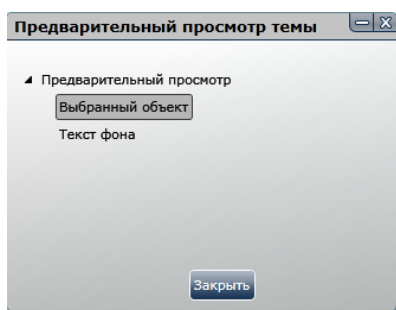 Предварительный просмотр темы
Предварительный просмотр
Выбранный объект
Текст фона
Закрыть